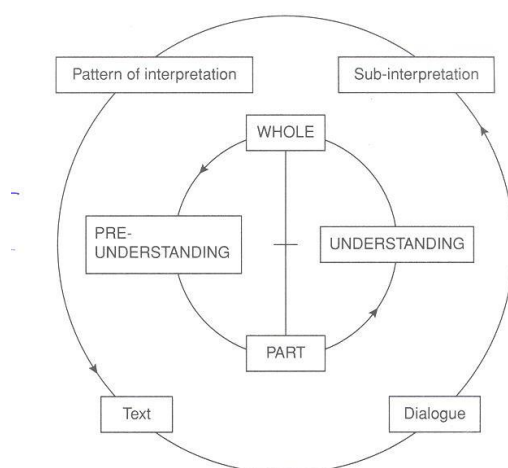 Pattern of interpretation
Sub-interpretation
WHOLE
PRE-
UNDERSTANDING
UNDERSTANDING
PART
Text
Dialogue